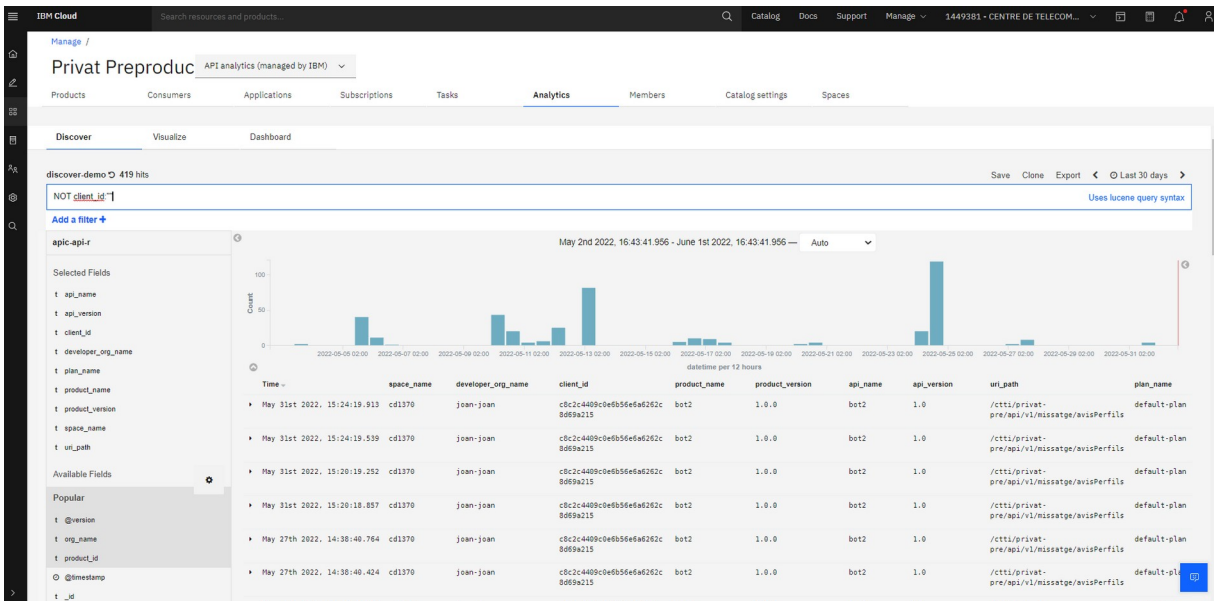 IBM Cloud
Search resources and products...
Catalog Docs Support Manage 1449381 - CENTRE DE TELECOM...
Manage /
Privat Preproduc API analytics (managed by IBM)
Products Consumers Applications Subscriptions Tasks Analytics Members Catalog settings Spaces
Discover Visualize Dashboard
discover-demo 419 hits
Save Clone Export Last 30 days
NOT client_id:""
Uses lucene query syntax
Add a filter +
apic-api-r
May 2nd 2022, 16:43:41.956 - June 1st 2022, 16:43:41.956 — Auto
Selected Fields
t api_name
t api_version
t client_id
t developer_org_name
t plan_name
t product_name
t product_version
t space_name
t uri_path
Available Fields
Popular
t @version
t org_name
t product_id
@timestamp
t _id
Count
100
50
0
2022-05-05 02:00 2022-05-07 02:00 2022-05-09 02:00 2022-05-11 02:00 2022-05-13 02:00 2022-05-15 02:00 2022-05-17 02:00 2022-05-19 02:00 2022-05-21 02:00 2022-05-23 02:00 2022-05-25 02:00 2022-05-27 02:00 2022-05-29 02:00 2022-05-31 02:00
datetime per 12 hours
Time space_name developer_org_name client_id product_name product_version api_name api_version uri_path plan_name
May 31st 2022, 15:24:19.913 cd1370 joan-joan c8c2c4409c0e6b56e6a6262c bot2 1.0.0 bot2 1.0 /ctti/privat- default-plan
8d69a215 pre/api/v1/missatge/avisPerfils
May 31st 2022, 15:24:19.539 cd1370 joan-joan c8c2c4409c0e6b56e6a6262c bot2 1.0.0 bot2 1.0 /ctti/privat- default-plan
8d69a215 pre/api/v1/missatge/avisPerfils
May 31st 2022, 15:20:19.252 cd1370 joan-joan c8c2c4409c0e6b56e6a6262c bot2 1.0.0 bot2 1.0 /ctti/privat- default-plan
8d69a215 pre/api/v1/missatge/avisPerfils
May 31st 2022, 15:20:18.857 cd1370 joan-joan c8c2c4409c0e6b56e6a6262c bot2 1.0.0 bot2 1.0 /ctti/privat- default-plan
8d69a215 pre/api/v1/missatge/avisPerfils
May 27th 2022, 14:38:40.764 cd1370 joan-joan c8c2c4409c0e6b56e6a6262c bot2 1.0.0 bot2 1.0 /ctti/privat- default-plan
8d69a215 pre/api/v1/missatge/avisPerfils
May 27th 2022, 14:38:40.424 cd1370 joan-joan c8c2c4409c0e6b56e6a6262c bot2 1.0.0 bot2 1.0 /ctti/privat- default-pl
8d69a215 pre/api/v1/missatge/avisPerfils